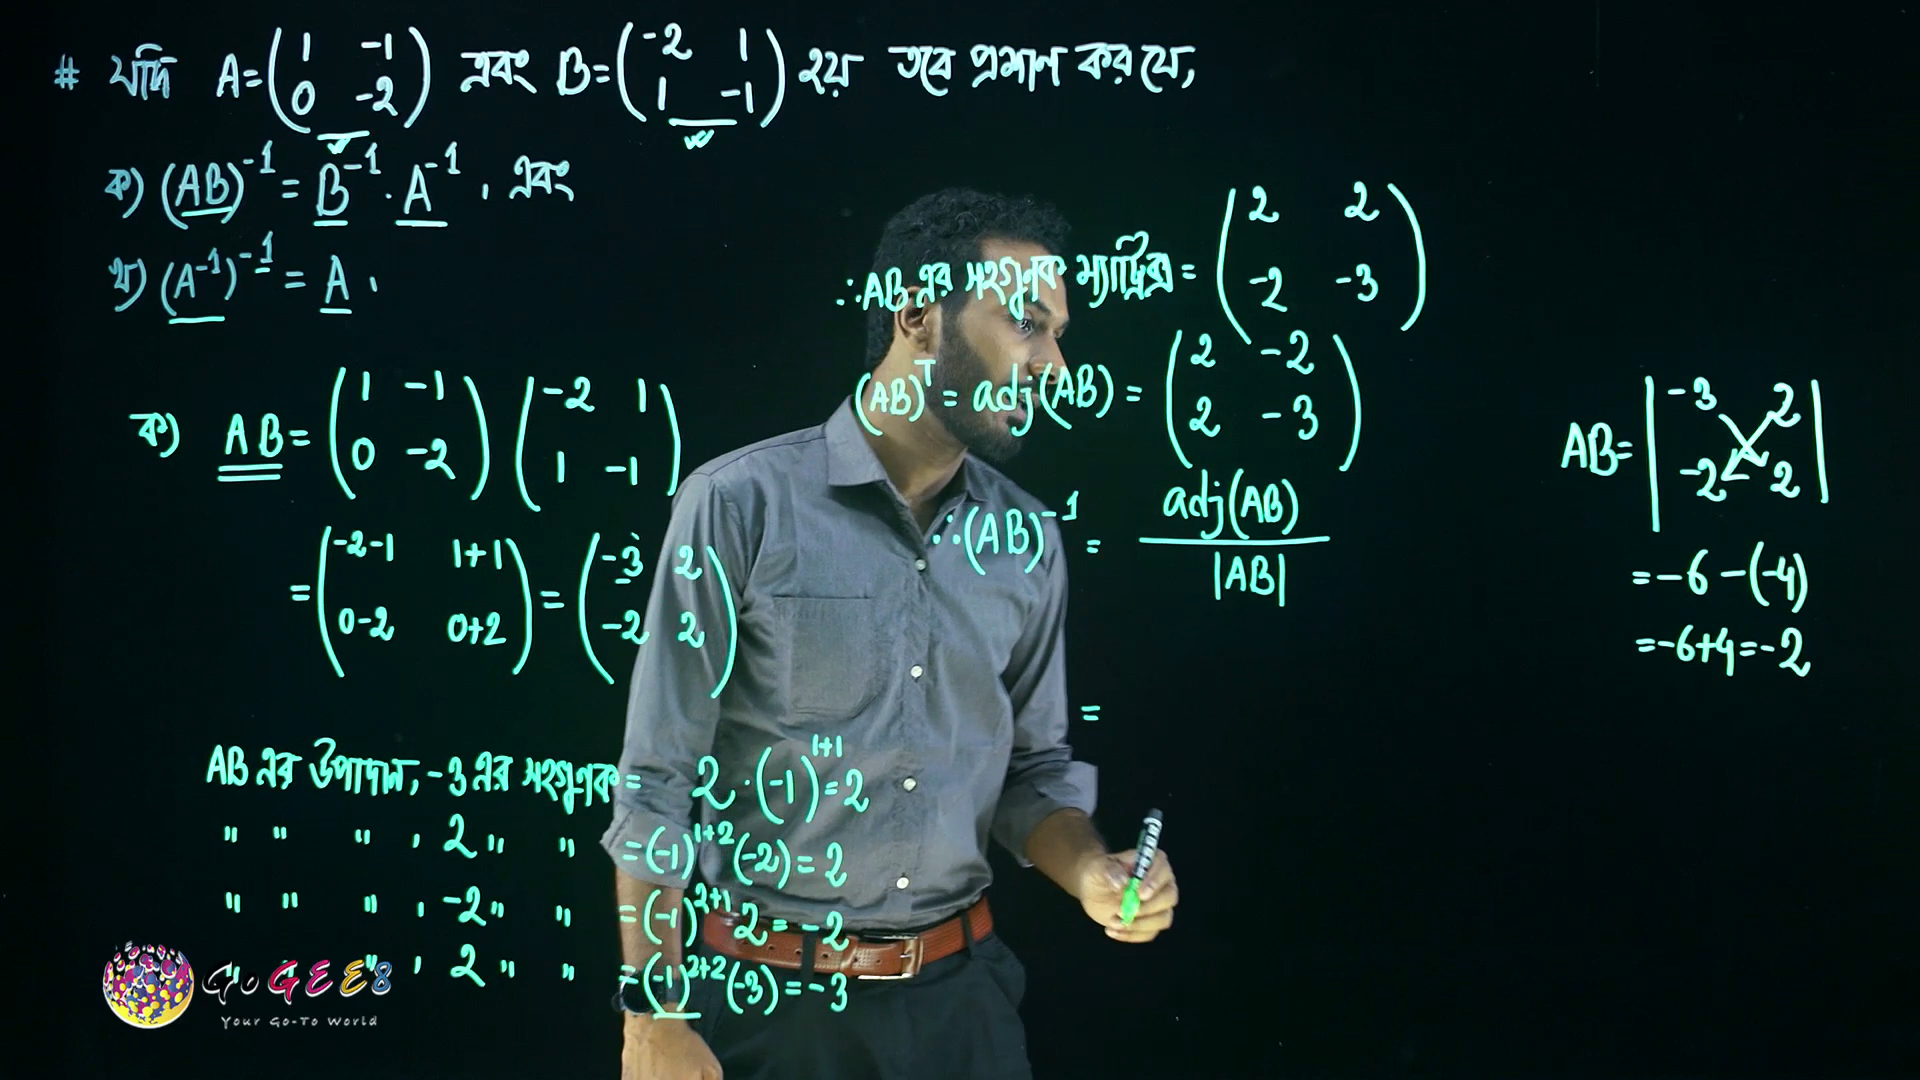 # যদি A = ( 1 -1 0 -2 ) এবং B = ( -2 1 1 -1 ) হয় তবে প্রমাণ কর যে,
ক) (AB)⁻¹ = B⁻¹ . A⁻¹ , এবং
খ) (A⁻¹)⁻¹ = A ।
ক) AB = ( 1 -1 0 -2 ) ( -2 1 1 -1 )
= ( -2-1 1+1 0-2 0+2 ) = ( -3 2 -2 2 )
AB এর উপাদান, -3 এর সহগুণক = 2 . (-1)¹⁺¹ = 2
" " " , 2 " " = (-1)¹⁺² (-2) = 2
" " " , -2 " " = (-1)²⁺¹ 2 = -2
" , 2 " " = (-1)²⁺² (-3) = -3
∴ AB এর সহগুণক ম্যাট্রিক্স = ( 2 2 -2 -3 )
(AB)ᵀ = adj(AB) = ( 2 -2 2 -3 )
∴ (AB)⁻¹ = adj(AB) / |AB|
=
AB = | -3 2 -2 2 |
= -6 - (-4)
= -6+4 = -2
GoGEE8
Your Go-To World